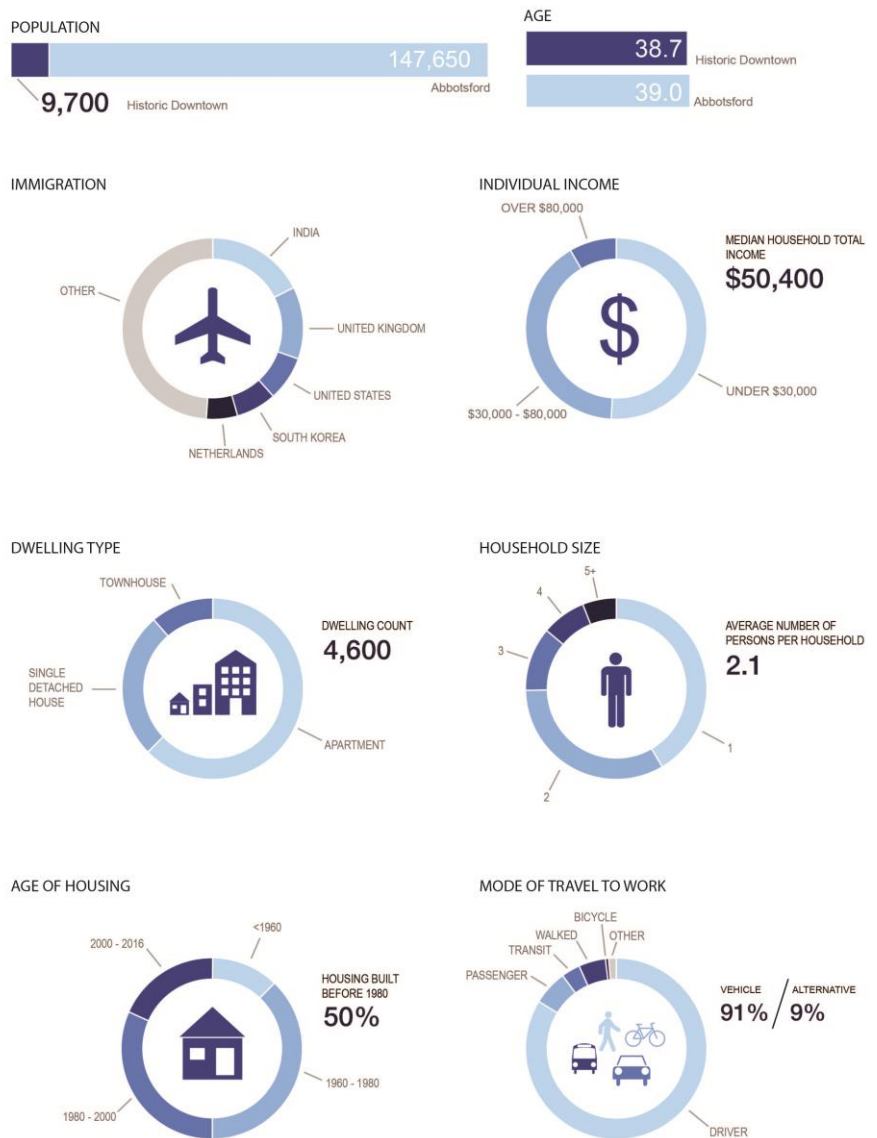 POPULATION
147,650
Abbotsford
9,700 Historic Downtown
AGE
38.7 Historic Downtown
39.0 Abbotsford
IMMIGRATION
INDIA
OTHER
UNITED KINGDOM
UNITED STATES
SOUTH KOREA
NETHERLANDS
INDIVIDUAL INCOME
OVER $80,000
MEDIAN HOUSEHOLD TOTAL
INCOME
$50,400
$
UNDER $30,000
$30,000 - $80,000
DWELLING TYPE
TOWNHOUSE
DWELLING COUNT
4,600
SINGLE
DETACHED
HOUSE
APARTMENT
HOUSEHOLD SIZE
5+
4
3
AVERAGE NUMBER OF
PERSONS PER HOUSEHOLD
2.1
1
2
AGE OF HOUSING
<1960
2000 - 2016
HOUSING BUILT
BEFORE 1980
50%
1960 - 1980
1980 - 2000
MODE OF TRAVEL TO WORK
BICYCLE
WALKED OTHER
TRANSIT
PASSENGER
VEHICLE / ALTERNATIVE
91% / 9%
DRIVER